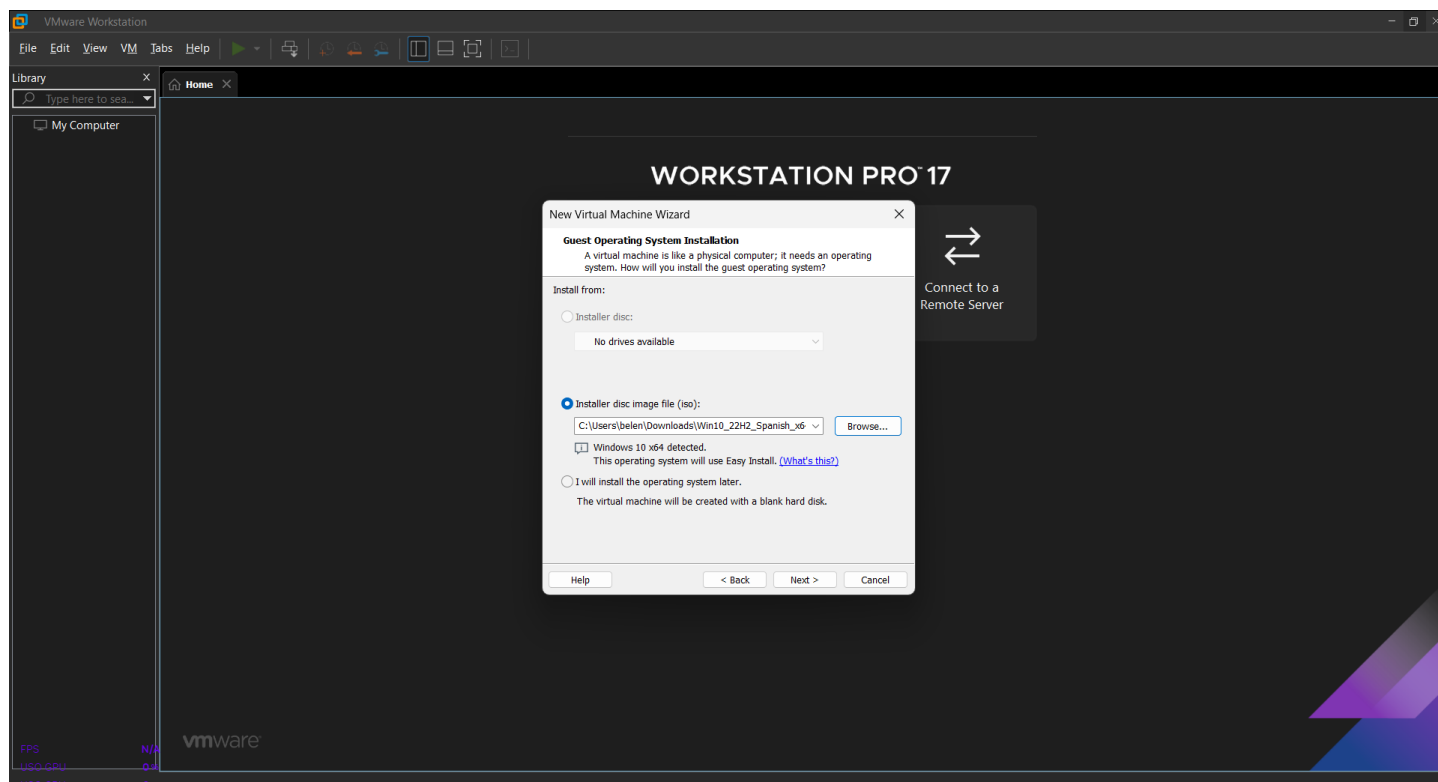 VMware Workstation
File Edit View VM Tabs Help
Library X
Type here to sea...
My Computer
Home
WORKSTATION PRO™ 17
Connect to a
Remote Server
New Virtual Machine Wizard
Guest Operating System Installation
A virtual machine is like a physical computer; it needs an operating
system. How will you install the guest operating system?
Install from:
Installer disc:
No drives available
Installer disc image file (iso):
C:\Users\belen\Downloads\Win10_22H2_Spanish_x6
Browse...
Windows 10 x64 detected.
This operating system will use Easy Install. (What's this?)
I will install the operating system later.
The virtual machine will be created with a blank hard disk.
Help
< Back
Next >
Cancel
vmware
FPS N/A
USO GPU